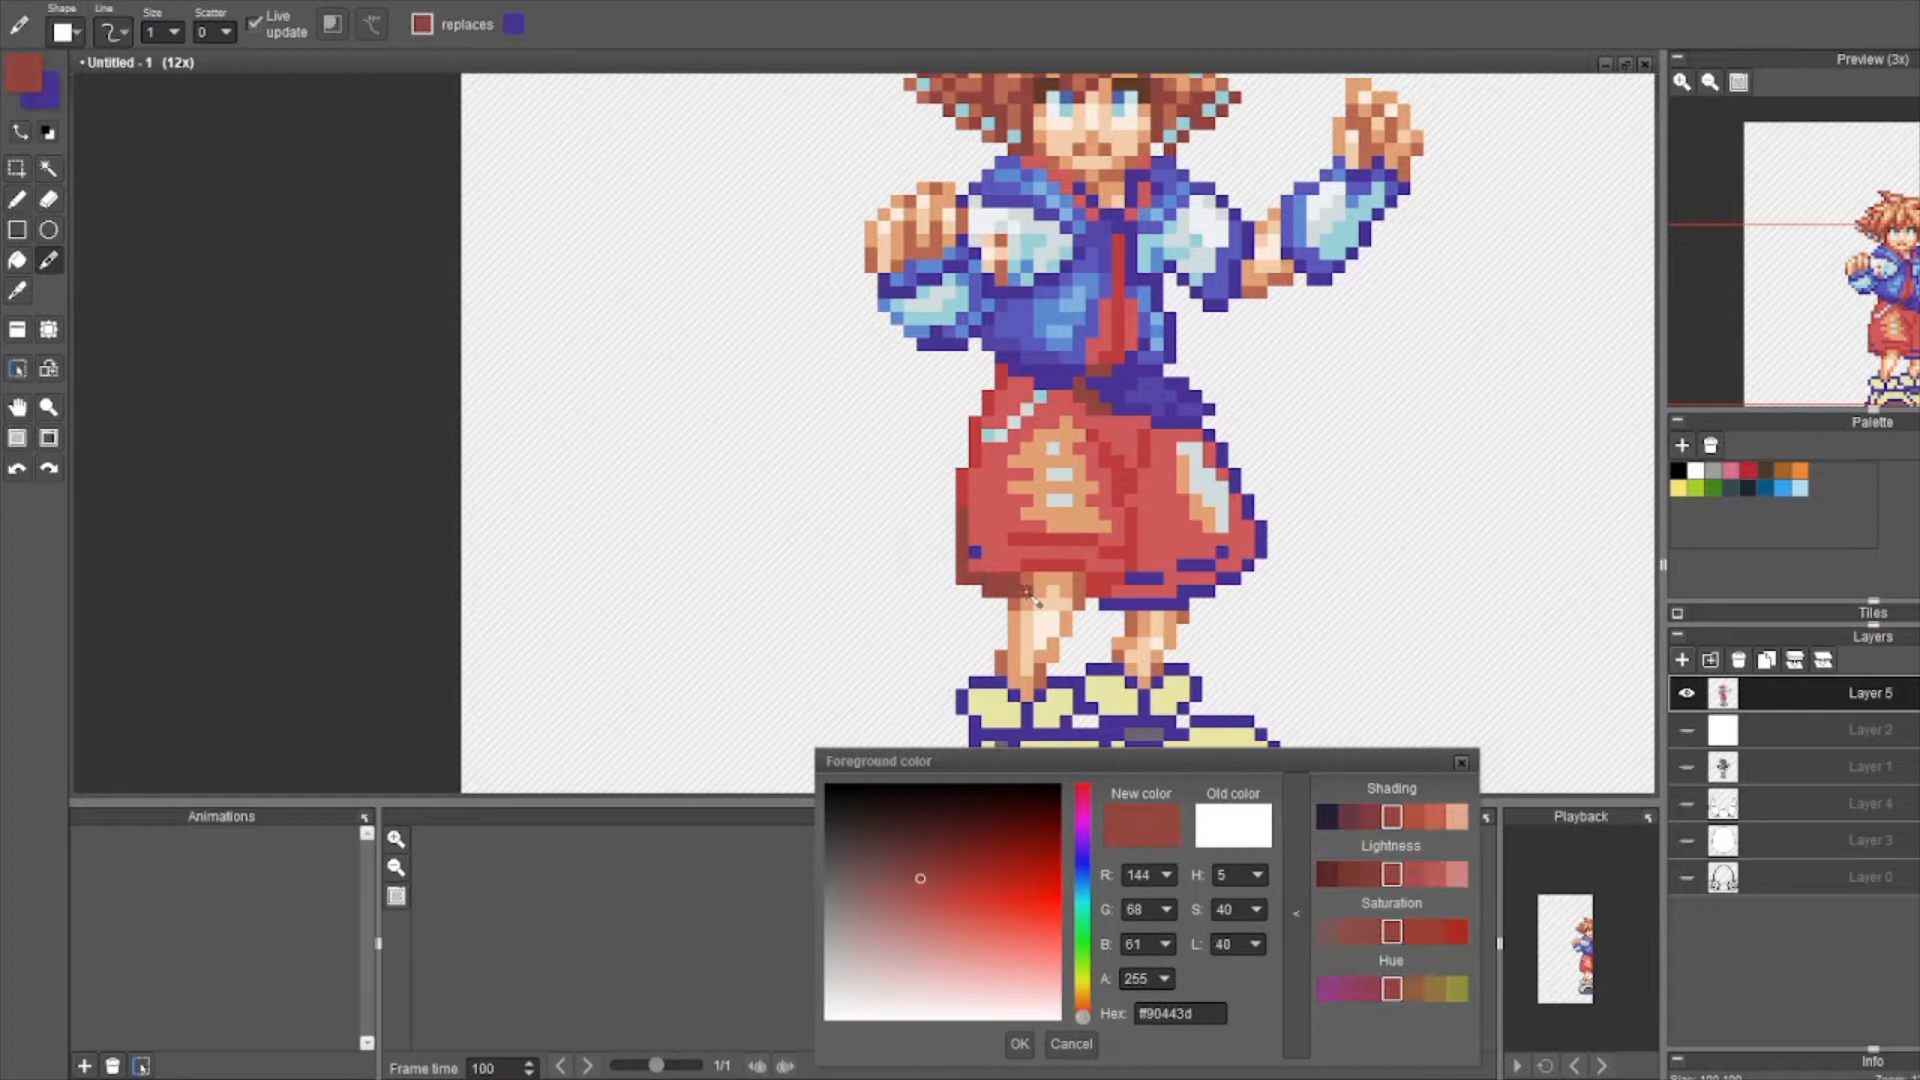 Shape Line Size Scatter Live update
1 0 replaces
• Untitled - 1 (12x)
Preview (3x)
Palette
Tiles
Layers
Layer 5
Layer 2
Layer 1
Layer 4
Layer 3
Layer 0
Foreground color
New color Old color
R: 144 H: 5
G: 68 S: 40
B: 61 L: 40
A: 255
Hex: ff90443d
OK Cancel
<
Shading
Lightness
Saturation
Hue
Animations
Playback
Frame time 100 1/1
Info